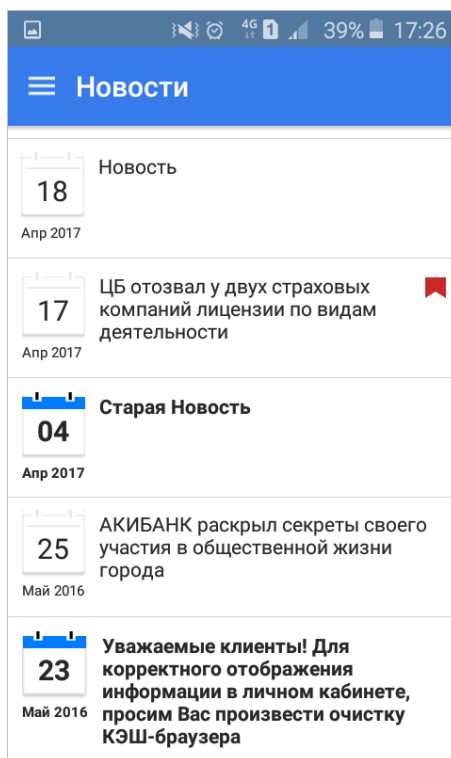 4G 1 39% 17:26
Новости
18 Новость
Апр 2017
ЦБ отозвал у двух страховых
17 компаний лицензии по видам
деятельности
Апр 2017
Старая Новость
04
Апр 2017
АКИБАНК раскрыл секреты своего
25 участия в общественной жизни
города
Май 2016
Уважаемые клиенты! Для
23 корректного отображения
информации в личном кабинете,
Май 2016 просим Вас произвести очистку
КЭШ-браузера